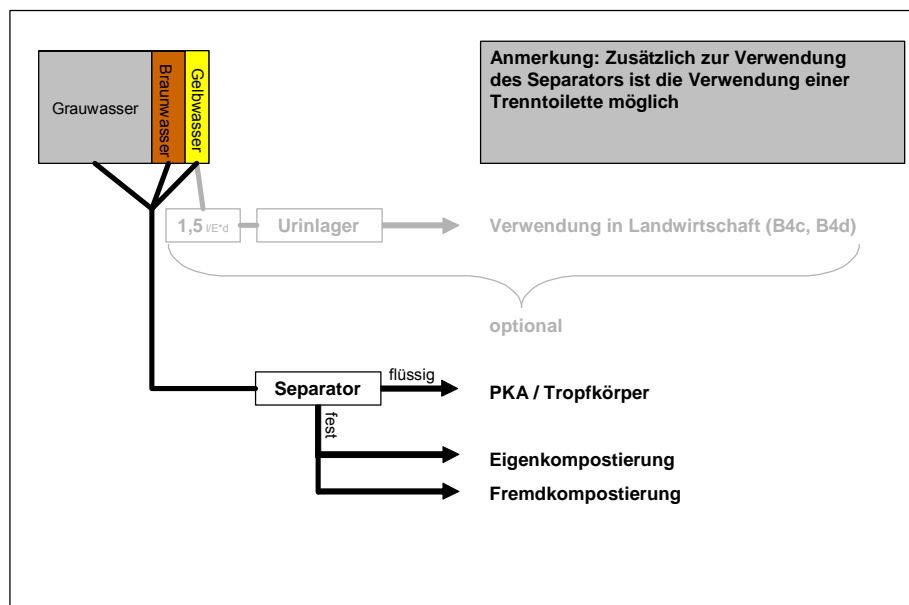 Grauwasser
Braunwasser
Gelbwasser
Anmerkung: Zusätzlich zur Verwendung
des Separators ist die Verwendung einer
Trenntoilette möglich
1,5 l/E*d
Urinlager
Verwendung in Landwirtschaft (B4c, B4d)
optional
Separator
flüssig
PKA / Tropfkörper
fest
Eigenkompostierung
Fremdkompostierung